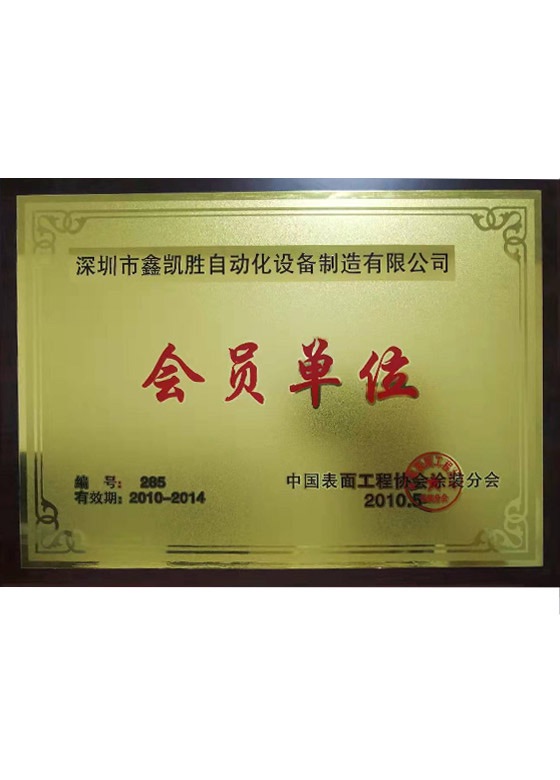 深圳市鑫凯胜自动化设备制造有限公司
会员单位
编 号: 285
有效期: 2010-2014
中国表面工程协会涂装分会
2010.5